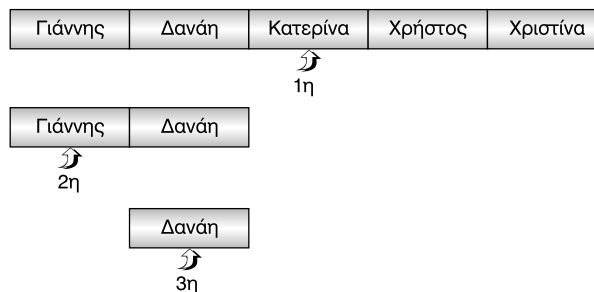 Γιάννης Δανάη Κατερίνα Χρήστος Χριστίνα
1η
Γιάννης Δανάη
2η
Δανάη
3η